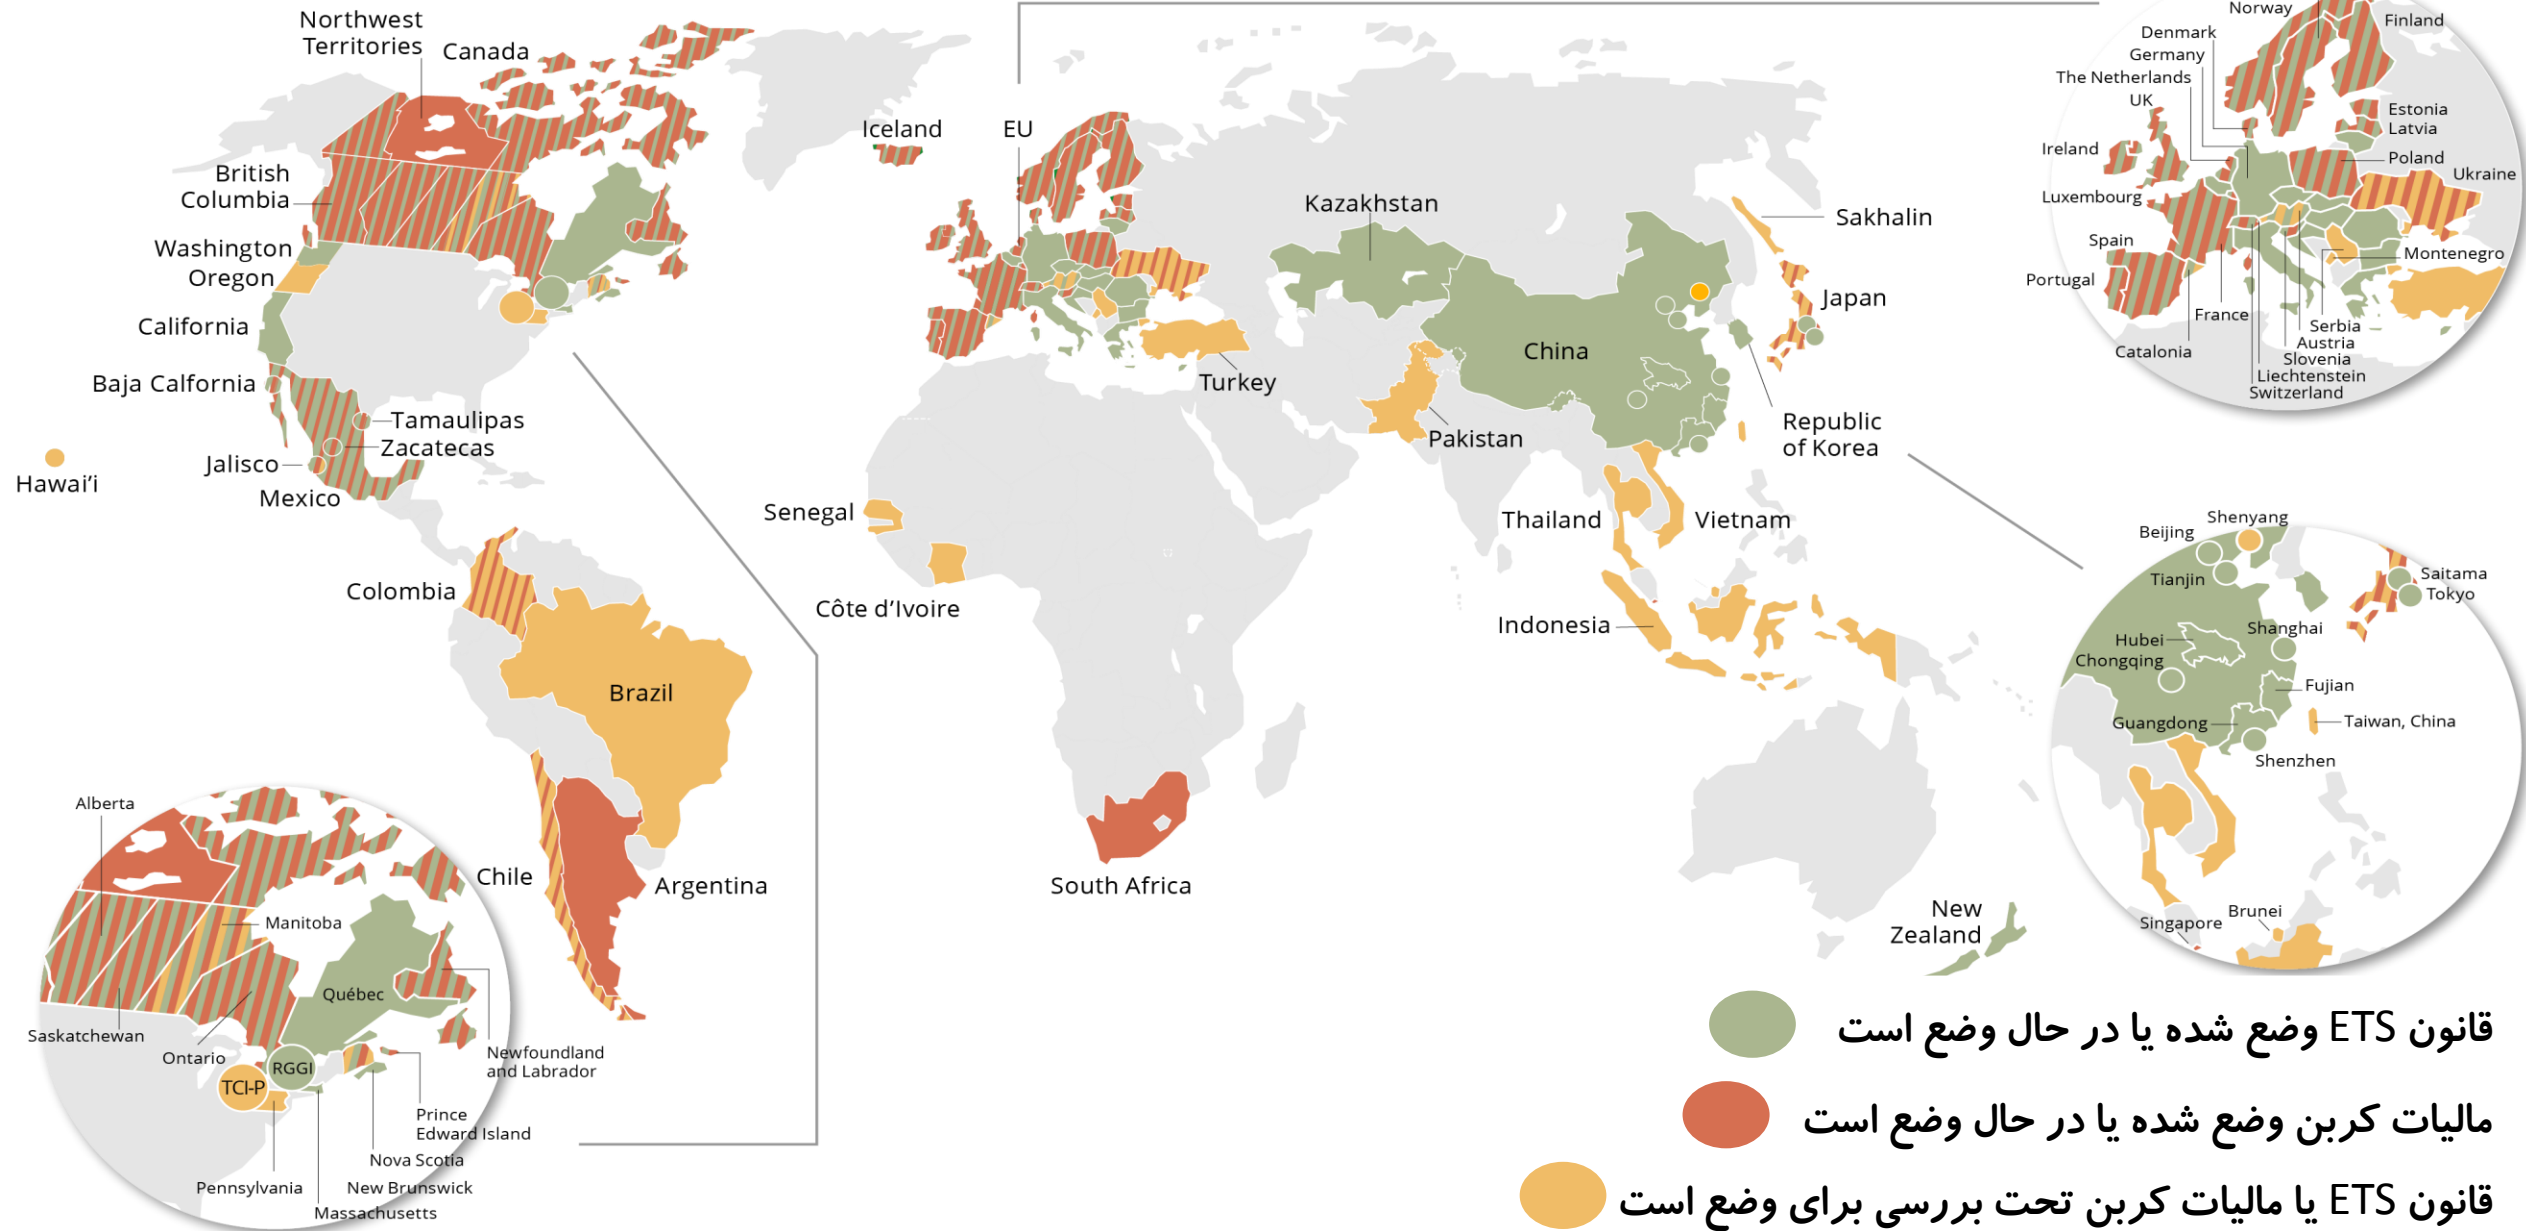 Northwest
Territories
Canada
British
Columbia
Washington
Oregon
California
Baja Calfornia
Tamaulipas
Zacatecas
Jalisco
Mexico
Hawai’i
Colombia
Brazil
Chile
Argentina
Iceland
EU
Kazakhstan
Sakhalin
Japan
China
Turkey
Pakistan
Republic
of Korea
Senegal
Côte d’Ivoire
Thailand
Vietnam
Indonesia
South Africa
New
Zealand
Norway
Finland
Denmark
Germany
The Netherlands
UK
Estonia
Latvia
Ireland
Poland
Ukraine
Luxembourg
Spain
Montenegro
Portugal
France
Serbia
Austria
Catalonia
Slovenia
Liechtenstein
Switzerland
Shenyang
Beijing
Tianjin
Saitama
Tokyo
Hubei
Shanghai
Chongqing
Fujian
Guangdong
Taiwan, China
Shenzhen
Brunei
Singapore
Alberta
Manitoba
Québec
Saskatchewan
Ontario
RGGI
TCI-P
Newfoundland
and Labrador
Prince
Edward Island
Nova Scotia
Pennsylvania
New Brunswick
Massachusetts
قانون ETS وضع شده یا در حال وضع است
مالیات کربن وضع شده یا در حال وضع است
قانون ETS یا مالیات کربن تحت بررسی برای وضع است